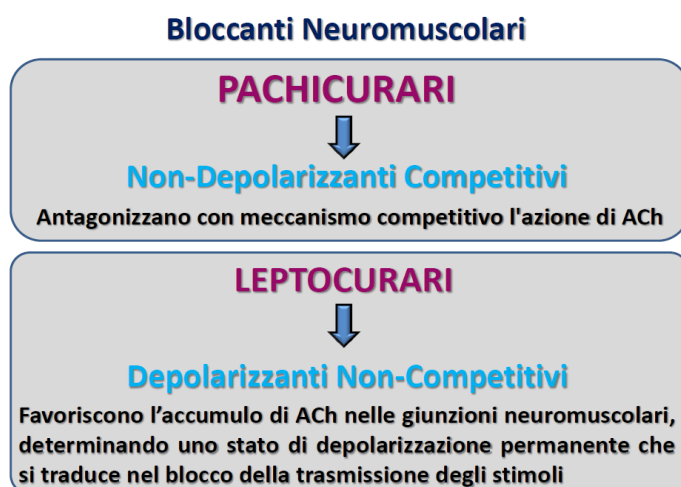 Bloccanti Neuromuscolari
PACHICURARI
Non-Depolarizzanti Competitivi
Antagonizzano con meccanismo competitivo l'azione di ACh
LEPTOCURARI
Depolarizzanti Non-Competitivi
Favoriscono l’accumulo di ACh nelle giunzioni neuromuscolari,
determinando uno stato di depolarizzazione permanente che
si traduce nel blocco della trasmissione degli stimoli